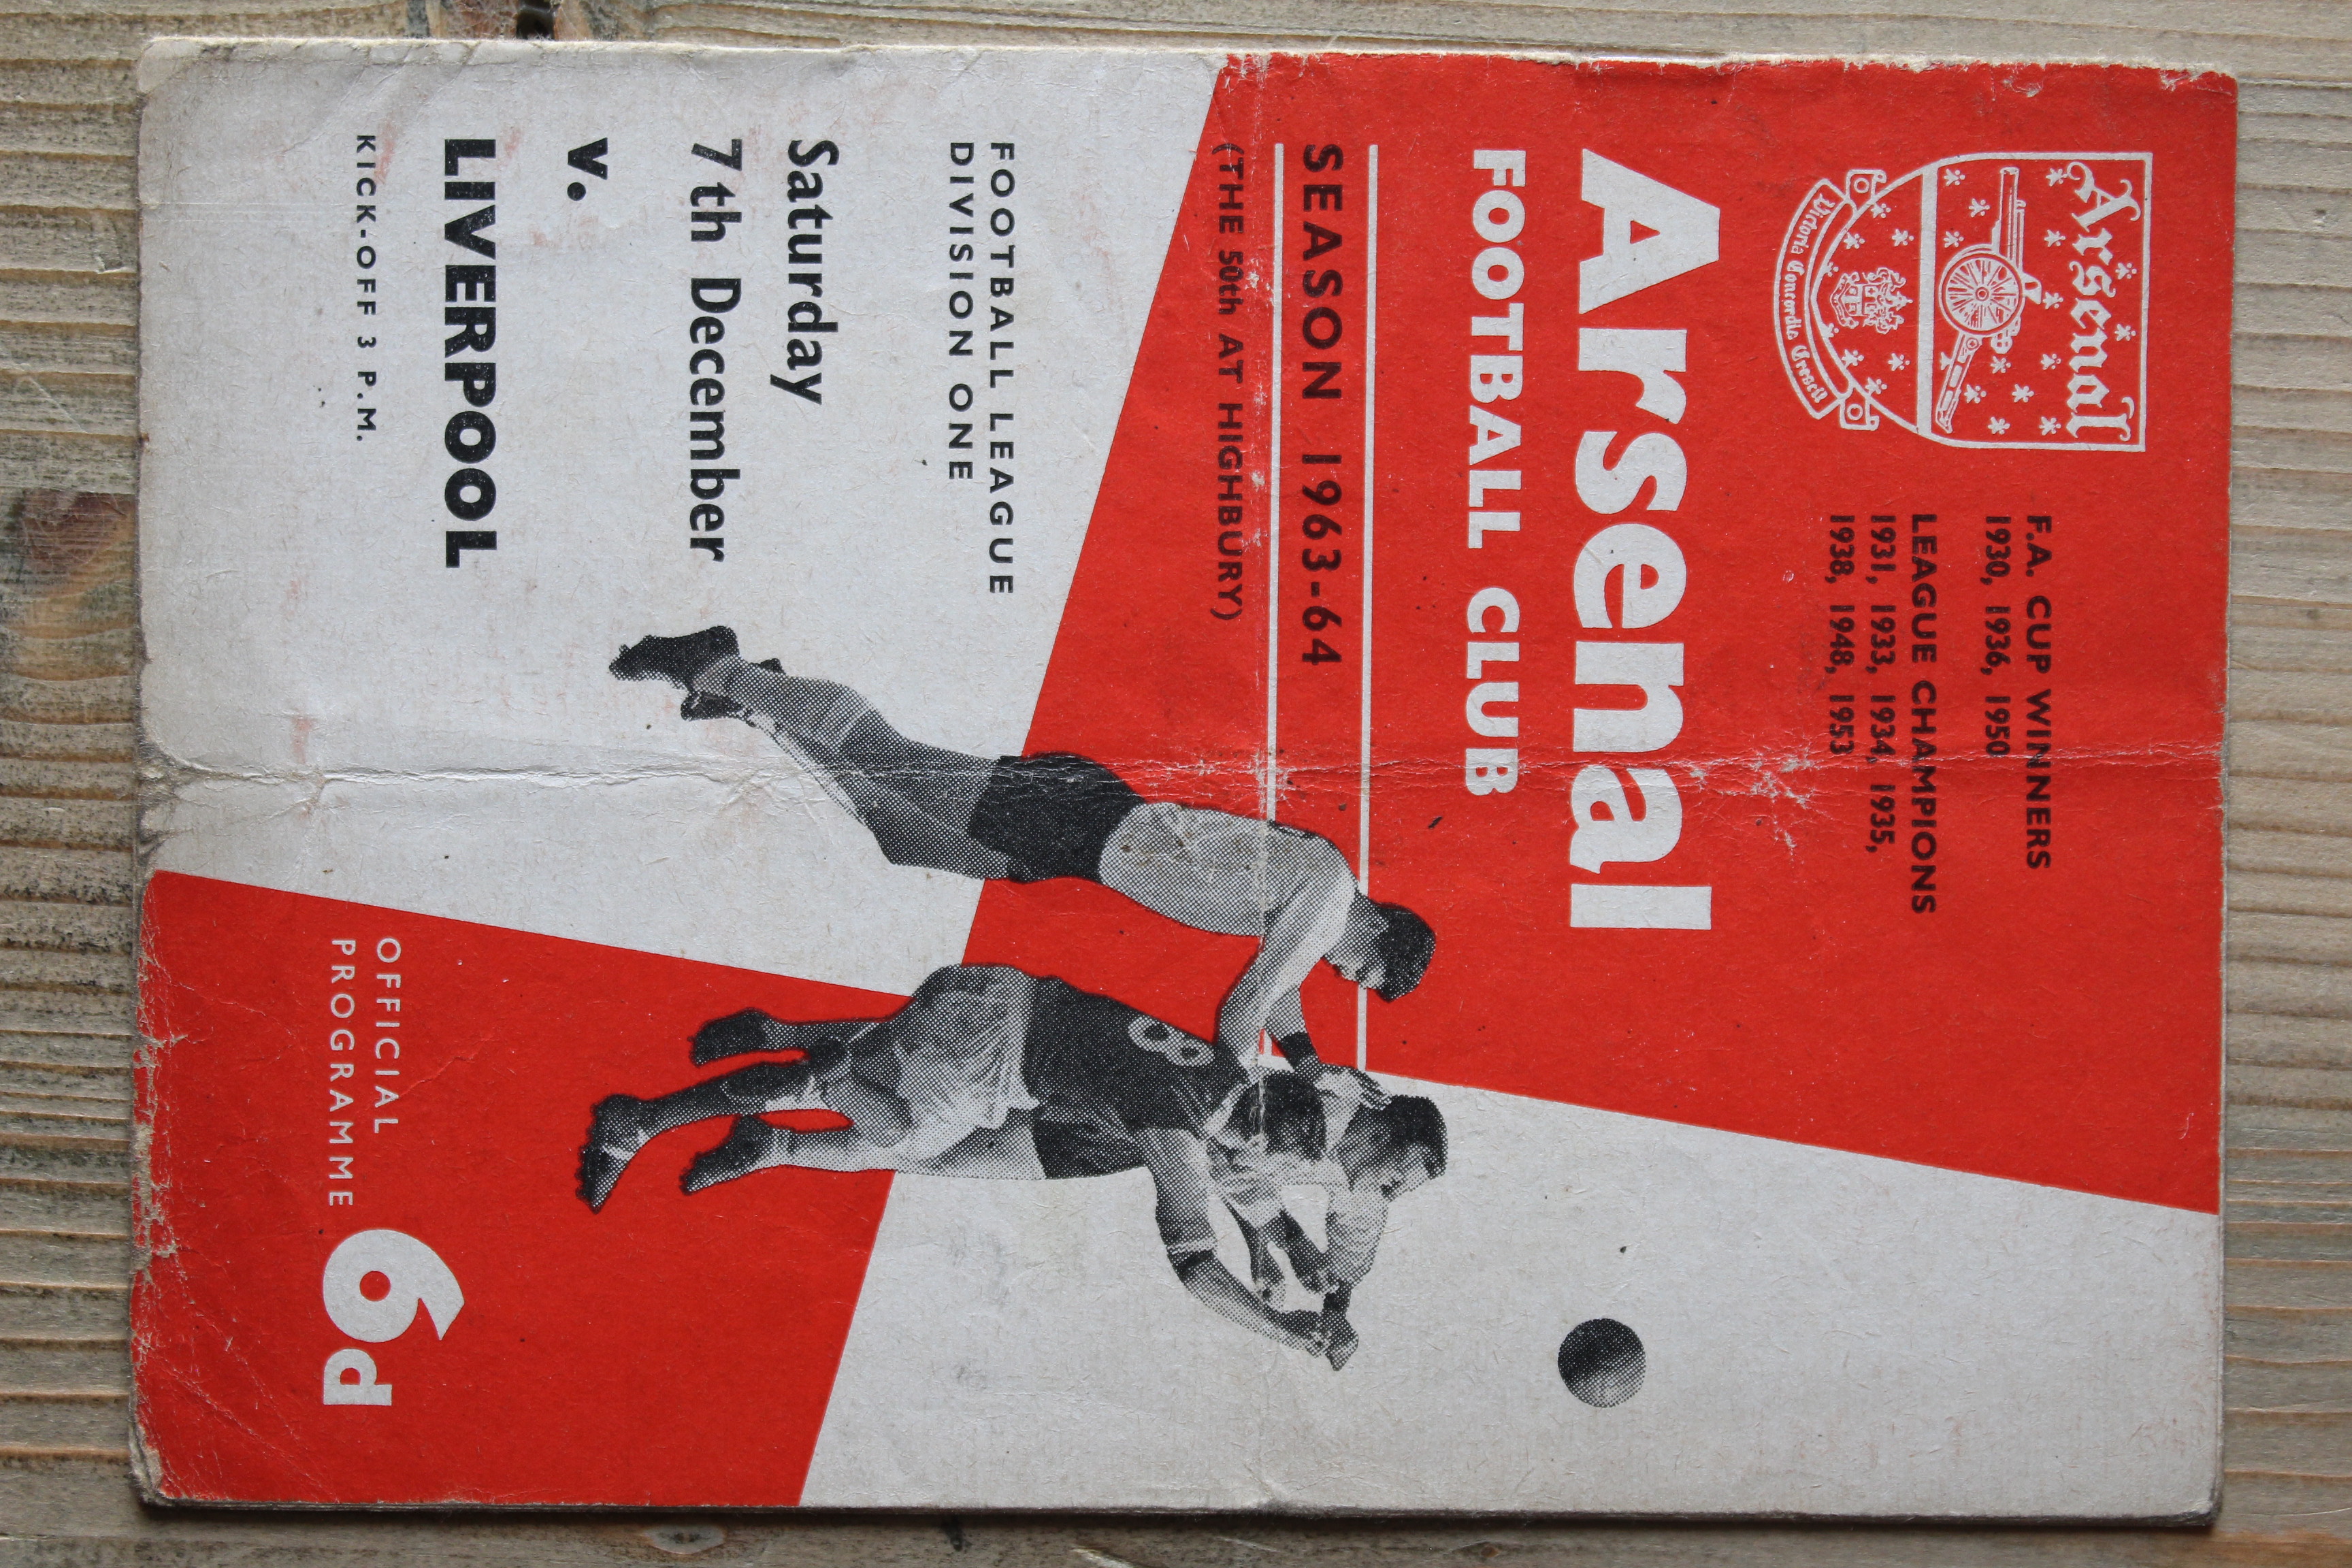 Arsenal
Victoria Concordia Crescit
F.A. CUP WINNERS
1930, 1936, 1950
LEAGUE CHAMPIONS
1931, 1933, 1934, 1935,
1938, 1948, 1953
Arsenal
FOOTBALL CLUB
SEASON 1963-64
(THE 50th AT HIGHBURY)
FOOTBALL LEAGUE
DIVISION ONE
Saturday
7th December
v.
LIVERPOOL
KICK-OFF 3 P.M.
8
OFFICIAL
PROGRAMME
6d